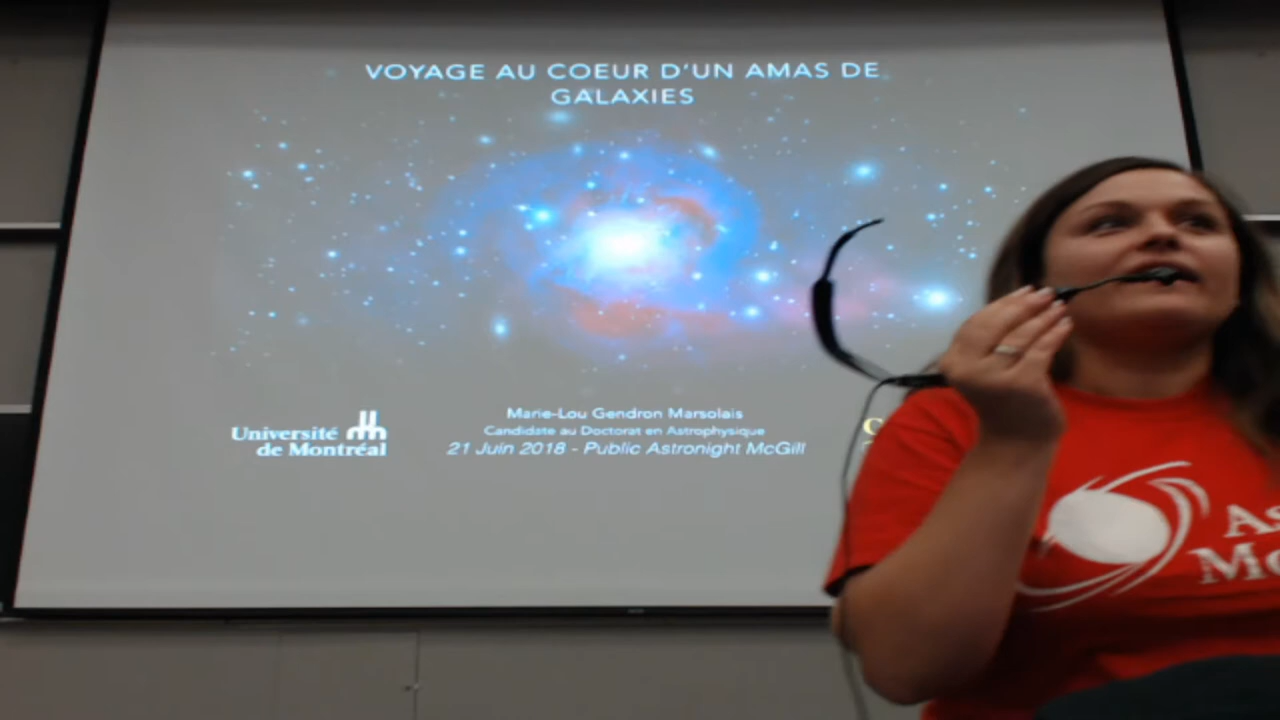 VOYAGE AU COEUR D'UN AMAS DE
GALAXIES
Université
de Montréal
Marie-Lou Gendron Marsolais
Candidate au Doctorat en Astrophysique
21 Juin 2018 - Public Astronight McGill